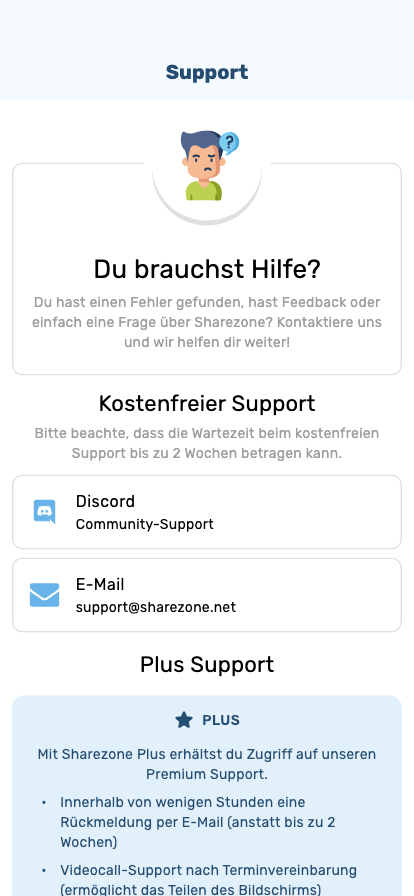 Support
?
Du brauchst Hilfe?
Du hast einen Fehler gefunden, hast Feedback oder
einfach eine Frage über Sharezone? Kontaktiere uns
und wir helfen dir weiter!
Kostenfreier Support
Bitte beachte, dass die Wartezeit beim kostenfreien
Support bis zu 2 Wochen betragen kann.
Discord
Community-Support
E-Mail
support@sharezone.net
Plus Support
PLUS
Mit Sharezone Plus erhältst du Zugriff auf unseren
Premium Support.
• Innerhalb von wenigen Stunden eine
Rückmeldung per E-Mail (anstatt bis zu 2
Wochen)
• Videocall-Support nach Terminvereinbarung
(ermöglicht das Teilen des Bildschirms)